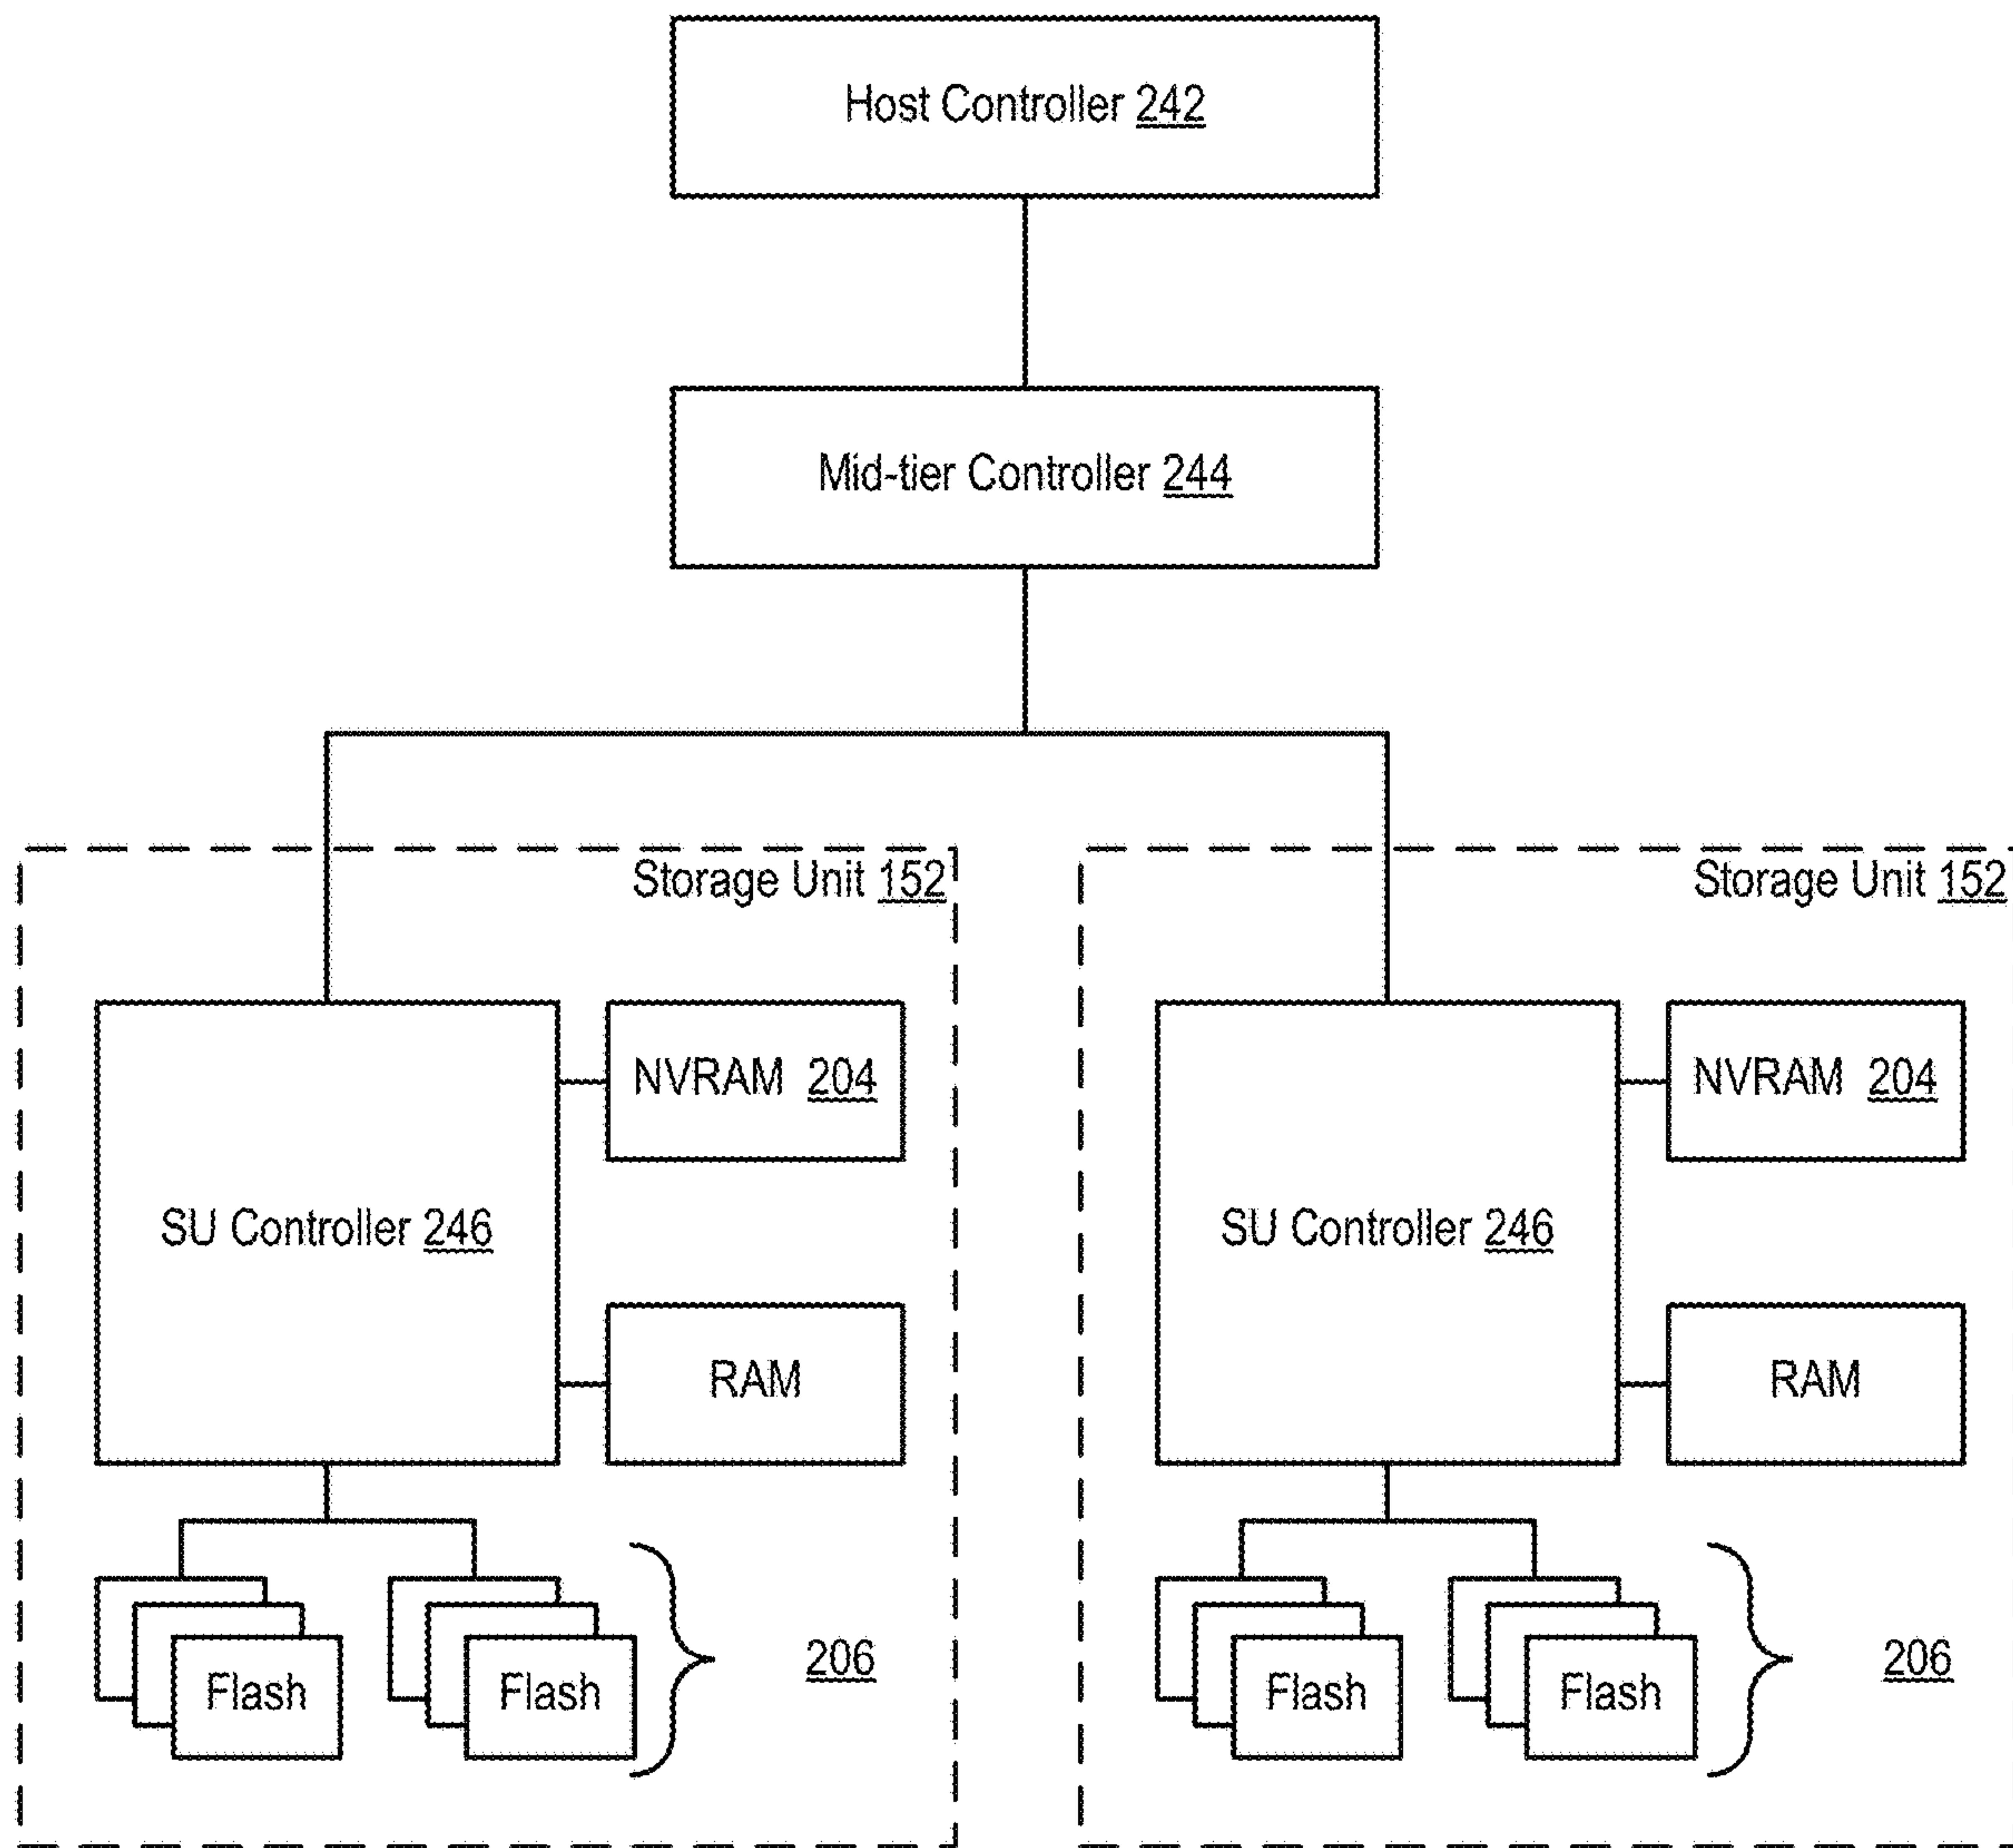 Host Controller 242
Mid-tier Controller 244
Storage Unit 152
Storage Unit 152
NVRAM 204
NVRAM 204
SU Controller 246
SU Controller 246
RAM
RAM
206
206
Flash
Flash
Flash
Flash